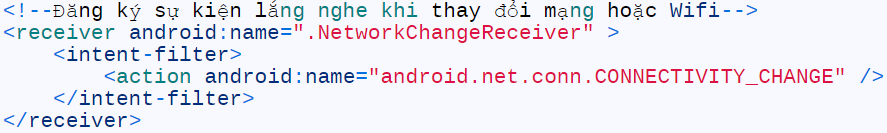 <!--Đăng ký sự kiện lắng nghe khi thay đổi mạng hoặc Wifi-->
<receiver android:name=".NetworkChangeReceiver" >
    <intent-filter>
        <action android:name="android.net.conn.CONNECTIVITY_CHANGE" />
    </intent-filter>
</receiver>